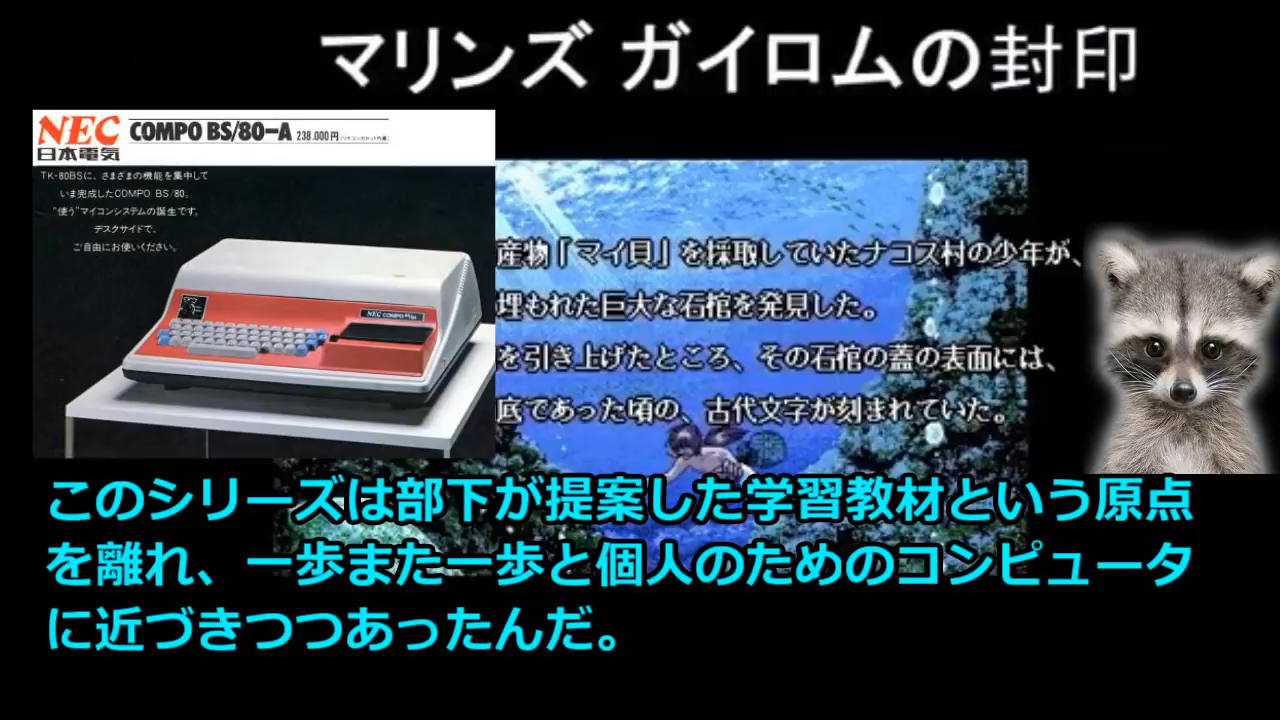 マリンズ ガイロムの封印
NEC COMPO BS/80-A 238,000円
日本電気
TK-80BSに、さまざまの機能を集中して
いま完成したCOMPO BS/80。
"使う"マイコンシステムの誕生です。
デスクサイドで、
ご自由にお使いください。
NEC COMPO BS/80
産物「マイ貝」を採取していたナコス村の少年が、
埋もれた巨大な石棺を発見した。
を引き上げたところ、その石棺の蓋の表面には、
底であった頃の、古代文字が刻まれていた。
このシリーズは部下が提案した学習教材という原点
を離れ、一歩また一歩と個人のためのコンピュータ
に近づきつつあったんだ。